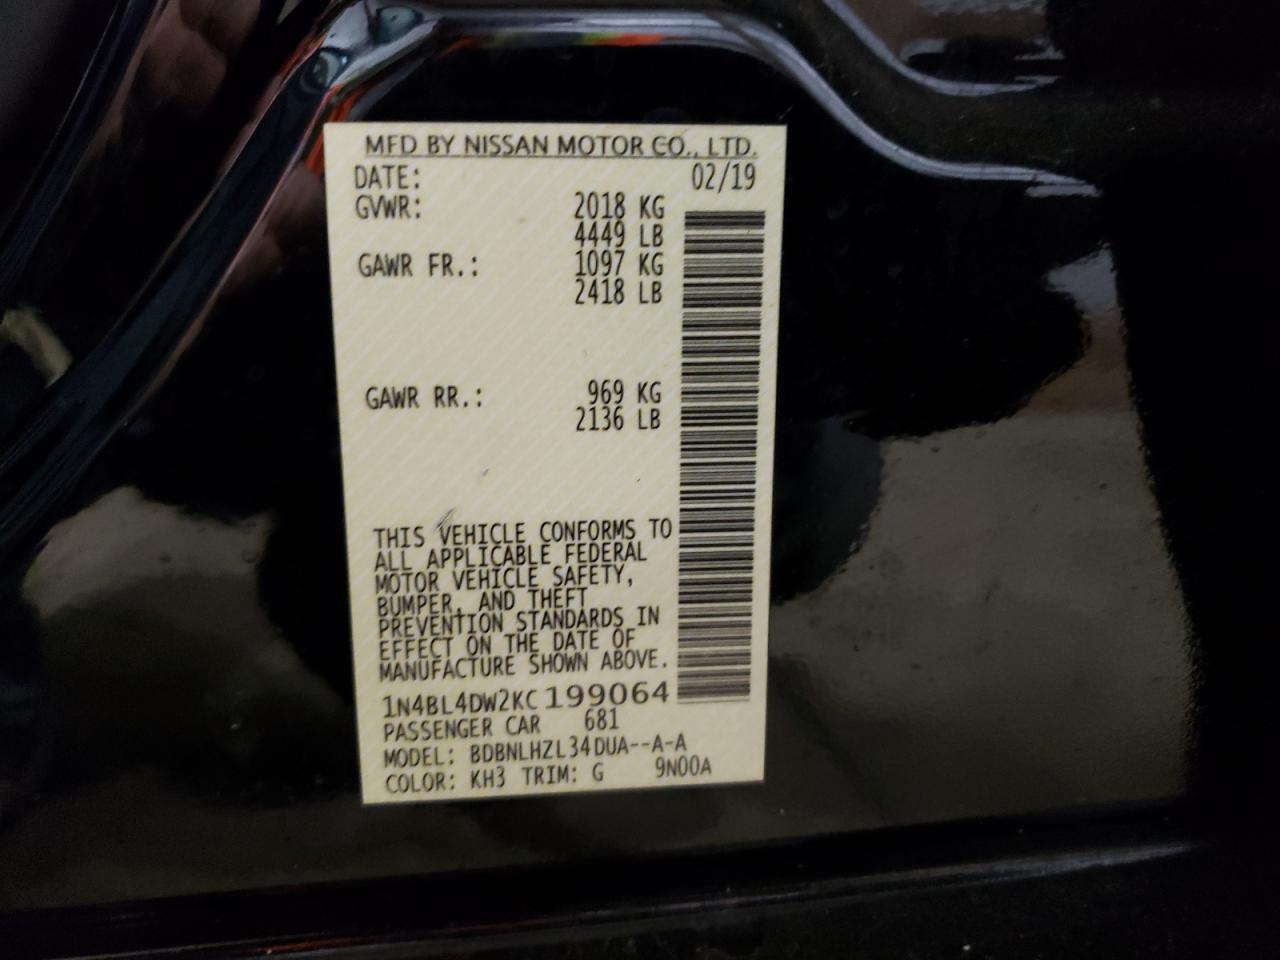 MFD BY NISSAN MOTOR CO., LTD.
DATE: 02/19
GVWR: 2018 KG
4449 LB
GAWR FR.: 1097 KG
2418 LB
GAWR RR.: 969 KG
2136 LB
THIS VEHICLE CONFORMS TO
ALL APPLICABLE FEDERAL
MOTOR VEHICLE SAFETY,
BUMPER, AND THEFT
PREVENTION STANDARDS IN
EFFECT ON THE DATE OF
MANUFACTURE SHOWN ABOVE.
1N4BL4DW2KC199064
PASSENGER CAR 681
MODEL: BDBNLHZL34DUA--A-A
COLOR: KH3 TRIM: G 9N00A